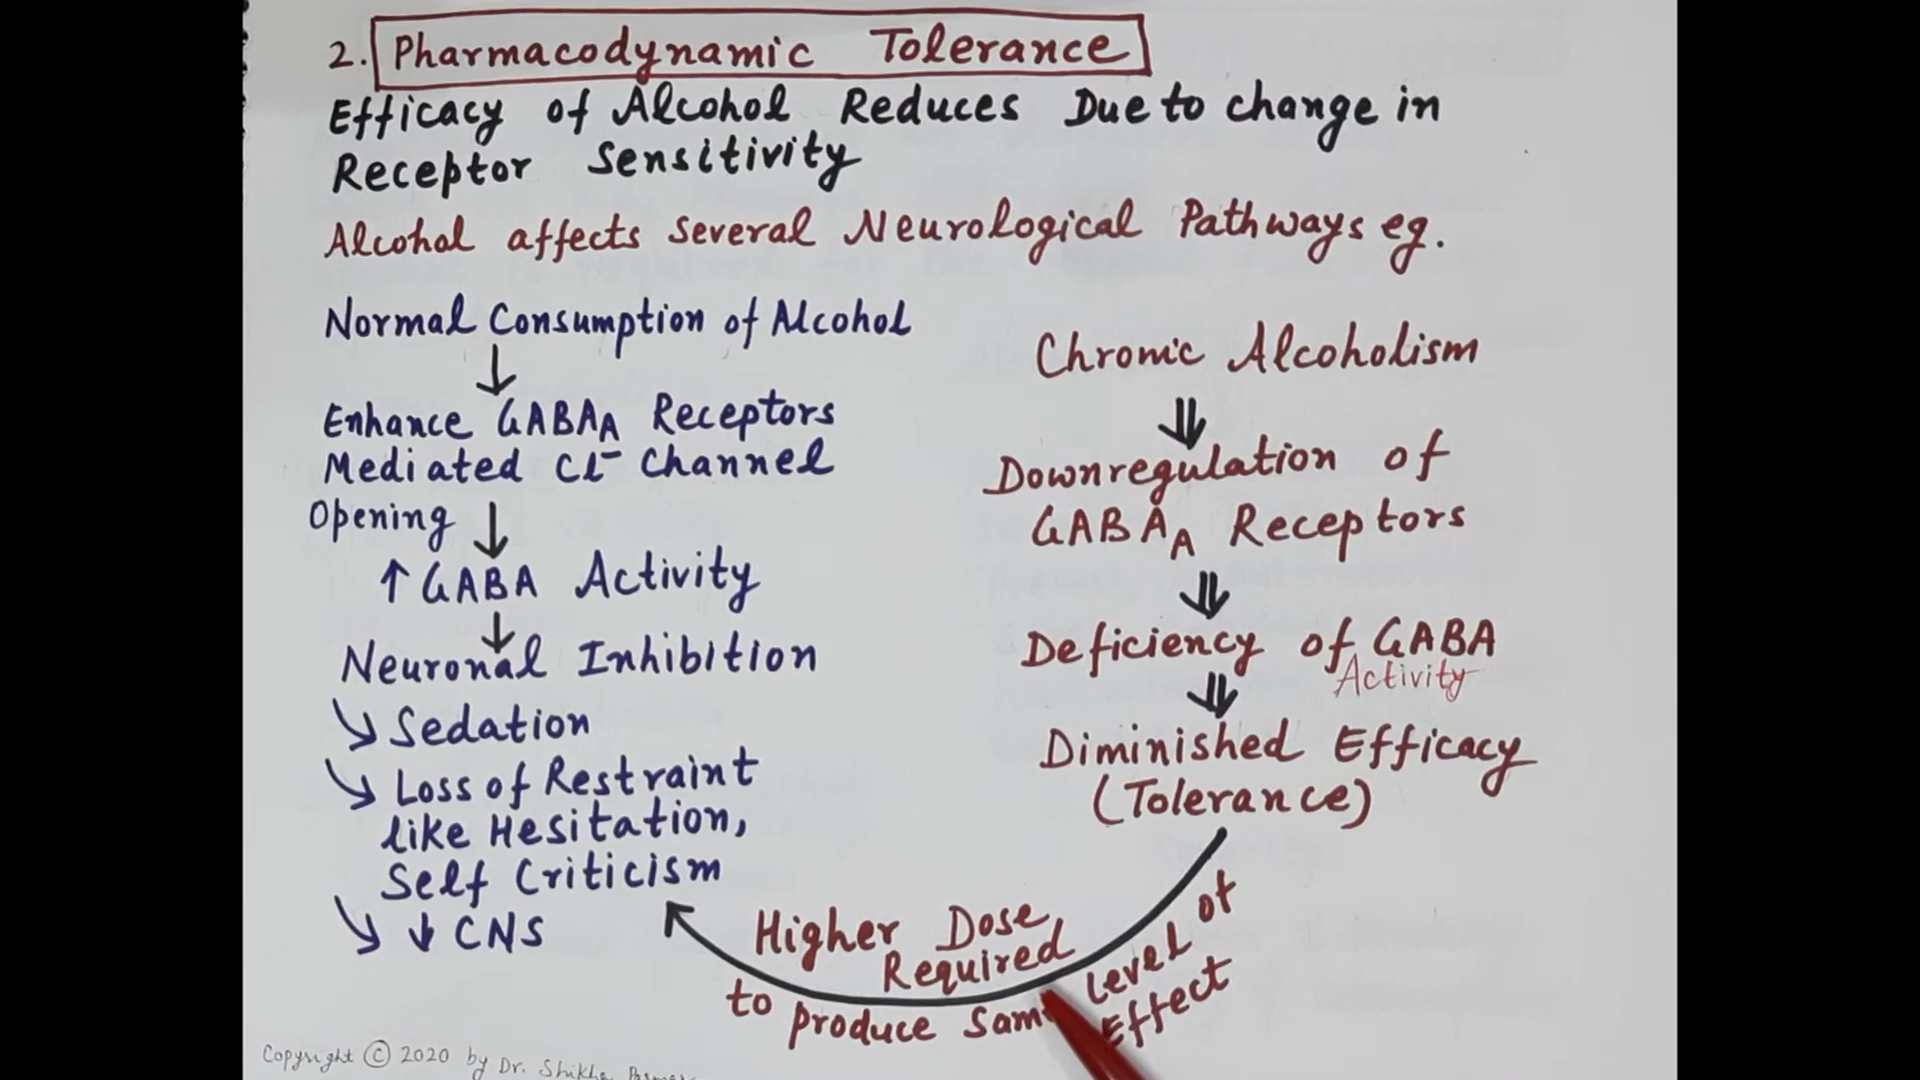 2. Pharmacodynamic Tolerance
Efficacy of Alcohol Reduces Due to change in
Receptor Sensitivity
Alcohol affects several Neurological Pathways eg.
Normal Consumption of Alcohol
↓
Enhance GABAA Receptors
Mediated Cl- Channel
Opening ↓
↑ GABA Activity
↓
Neuronal Inhibition
↘ Sedation
↘ Loss of Restraint
like Hesitation,
Self Criticism
↘ ↓ CNS
Chronic Alcoholism
⇓
Downregulation of
GABAA Receptors
⇓
Deficiency of GABA
Activity
⇓
Diminished Efficacy
(Tolerance)
Higher Dose
Required
to produce
Level of
Effect
Copyright © 2020 by Dr. Shikha